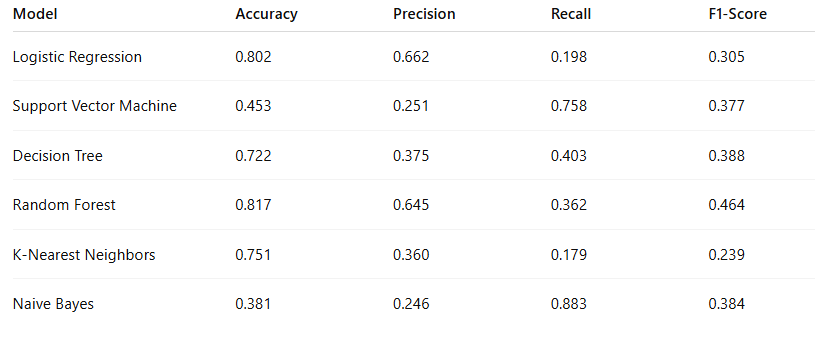 Model Accuracy Precision Recall F1-Score
Logistic Regression 0.802 0.662 0.198 0.305
Support Vector Machine 0.453 0.251 0.758 0.377
Decision Tree 0.722 0.375 0.403 0.388
Random Forest 0.817 0.645 0.362 0.464
K-Nearest Neighbors 0.751 0.360 0.179 0.239
Naive Bayes 0.381 0.246 0.883 0.384